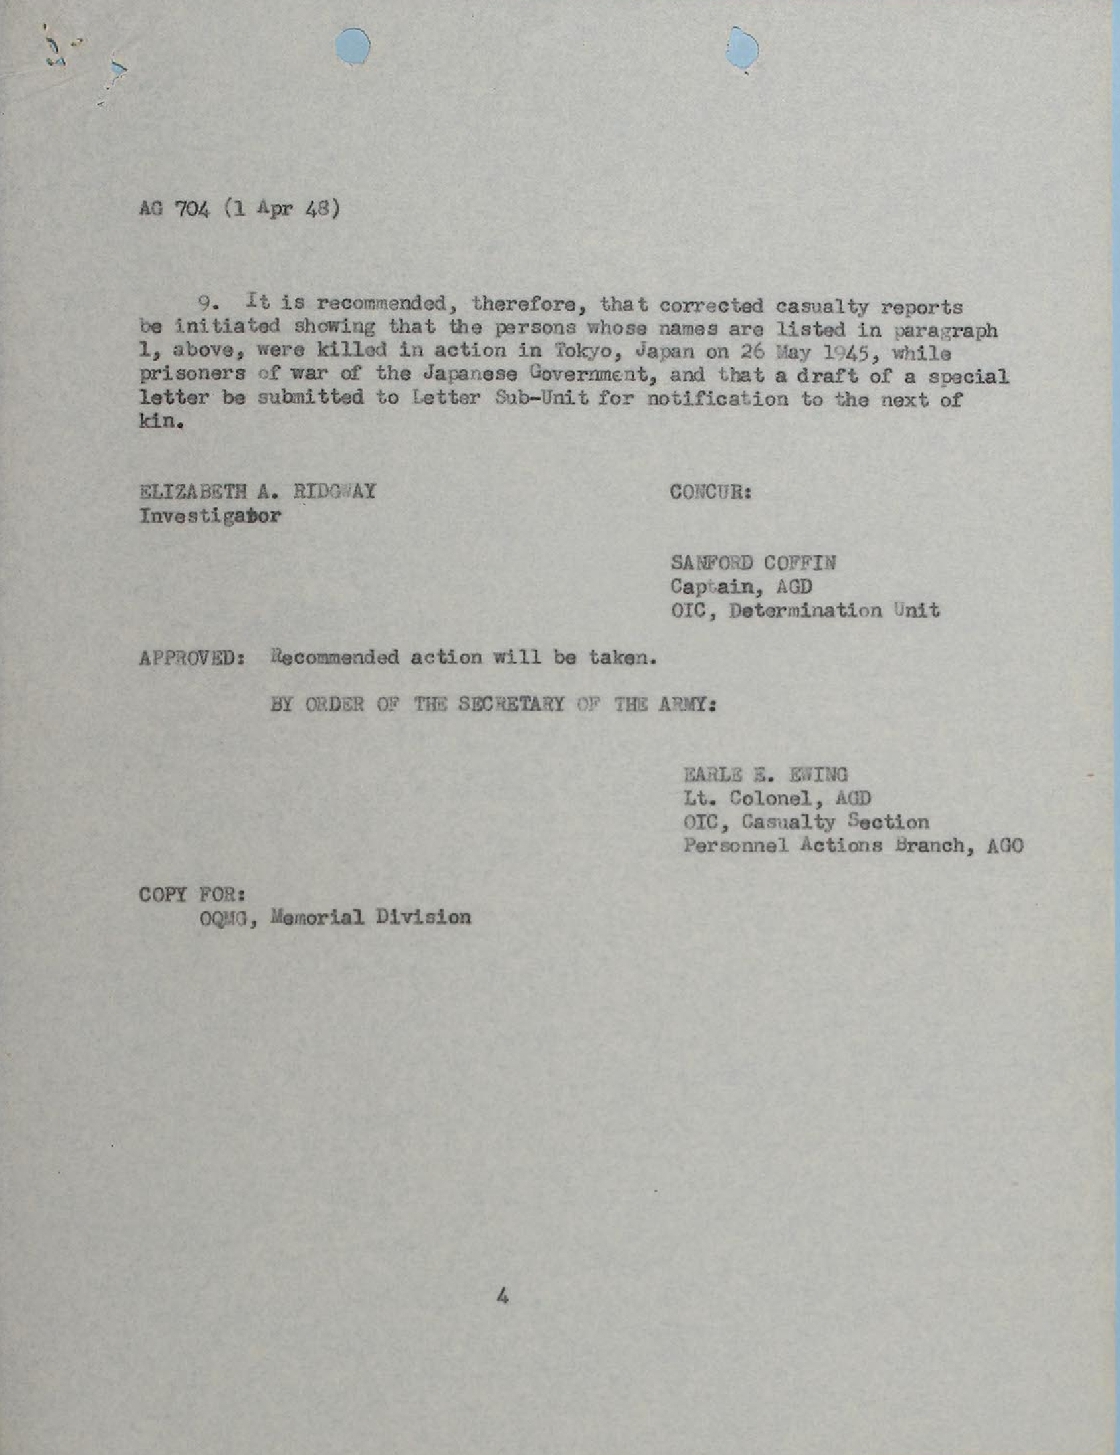 AG 704 (1 Apr 48)
9. It is recommended, therefore, that corrected casualty reports
be initiated showing that the persons whose names are listed in paragraph
1, above, were killed in action in Tokyo, Japan on 26 May 1945, while
prisoners of war of the Japanese Government, and that a draft of a special
letter be submitted to Letter Sub-Unit for notification to the next of
kin.
ELIZABETH A. RIDGWAY
Investigator
CONCUR:
SANFORD COFFIN
Captain, AGD
OIC, Determination Unit
APPROVED: Recommended action will be taken.
BY ORDER OF THE SECRETARY OF THE ARMY:
EARLE E. EWING
Lt. Colonel, AGD
OIC, Casualty Section
Personnel Actions Branch, AGO
COPY FOR:
OQMG, Memorial Division
4